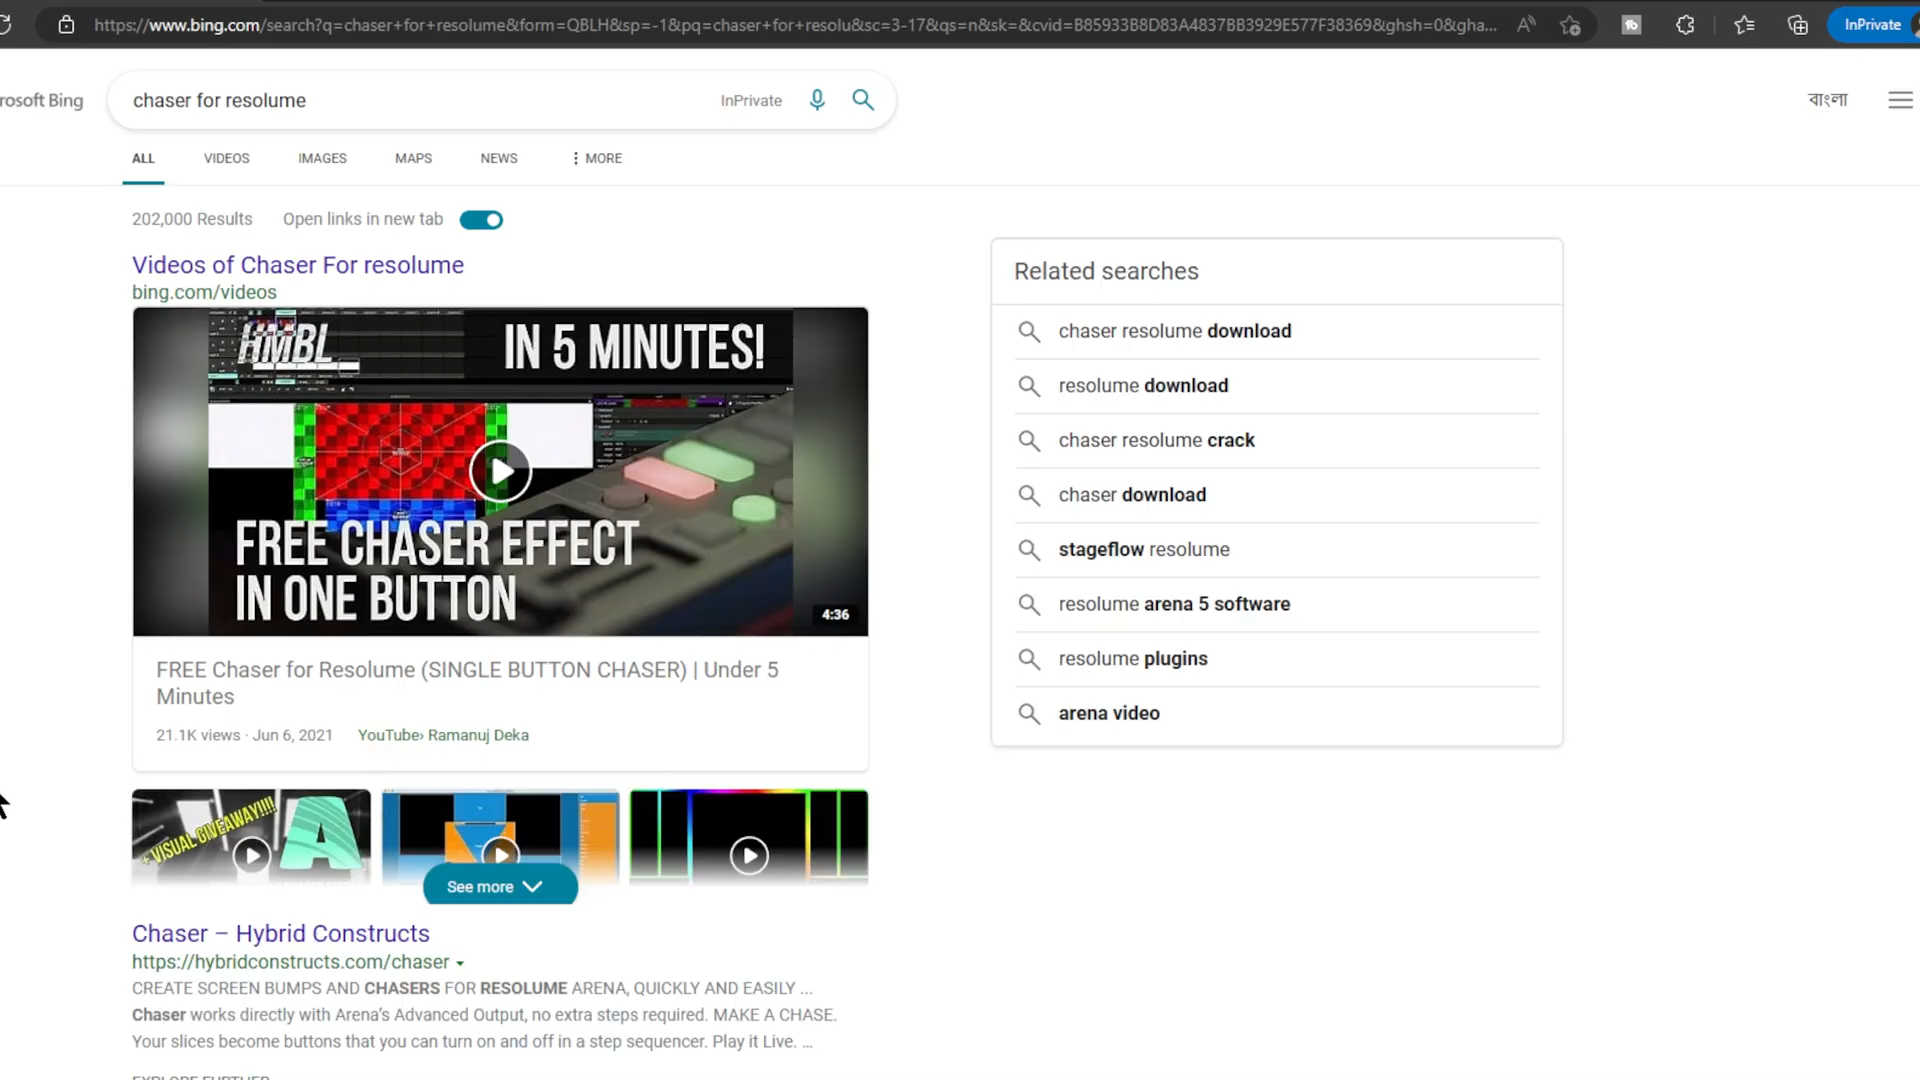 https://www.bing.com/search?q=chaser+for+resolume&form=QBLH&sp=-1&pq=chaser+for+resolu&sc=3-17&qs=n&sk=&cvid=B85933B8D83A4837BB3929E577F38369&ghsh=0&gha...
InPrivate
rosoft Bing
chaser for resolume
InPrivate
বাংলা
ALL
VIDEOS
IMAGES
MAPS
NEWS
MORE
202,000 Results
Open links in new tab
Videos of Chaser For resolume
bing.com/videos
HMBL
IN 5 MINUTES!
FREE CHASER EFFECT
IN ONE BUTTON
4:36
FREE Chaser for Resolume (SINGLE BUTTON CHASER) | Under 5
Minutes
21.1K views · Jun 6, 2021
YouTube› Ramanuj Deka
+ VISUAL GIVEAWAY!!!!
A
See more
Chaser – Hybrid Constructs
https://hybridconstructs.com/chaser
CREATE SCREEN BUMPS AND CHASERS FOR RESOLUME ARENA, QUICKLY AND EASILY ...
Chaser works directly with Arena’s Advanced Output, no extra steps required. MAKE A CHASE.
Your slices become buttons that you can turn on and off in a step sequencer. Play it Live. ...
EXPLORE FURTHER
Related searches
chaser resolume download
resolume download
chaser resolume crack
chaser download
stageflow resolume
resolume arena 5 software
resolume plugins
arena video